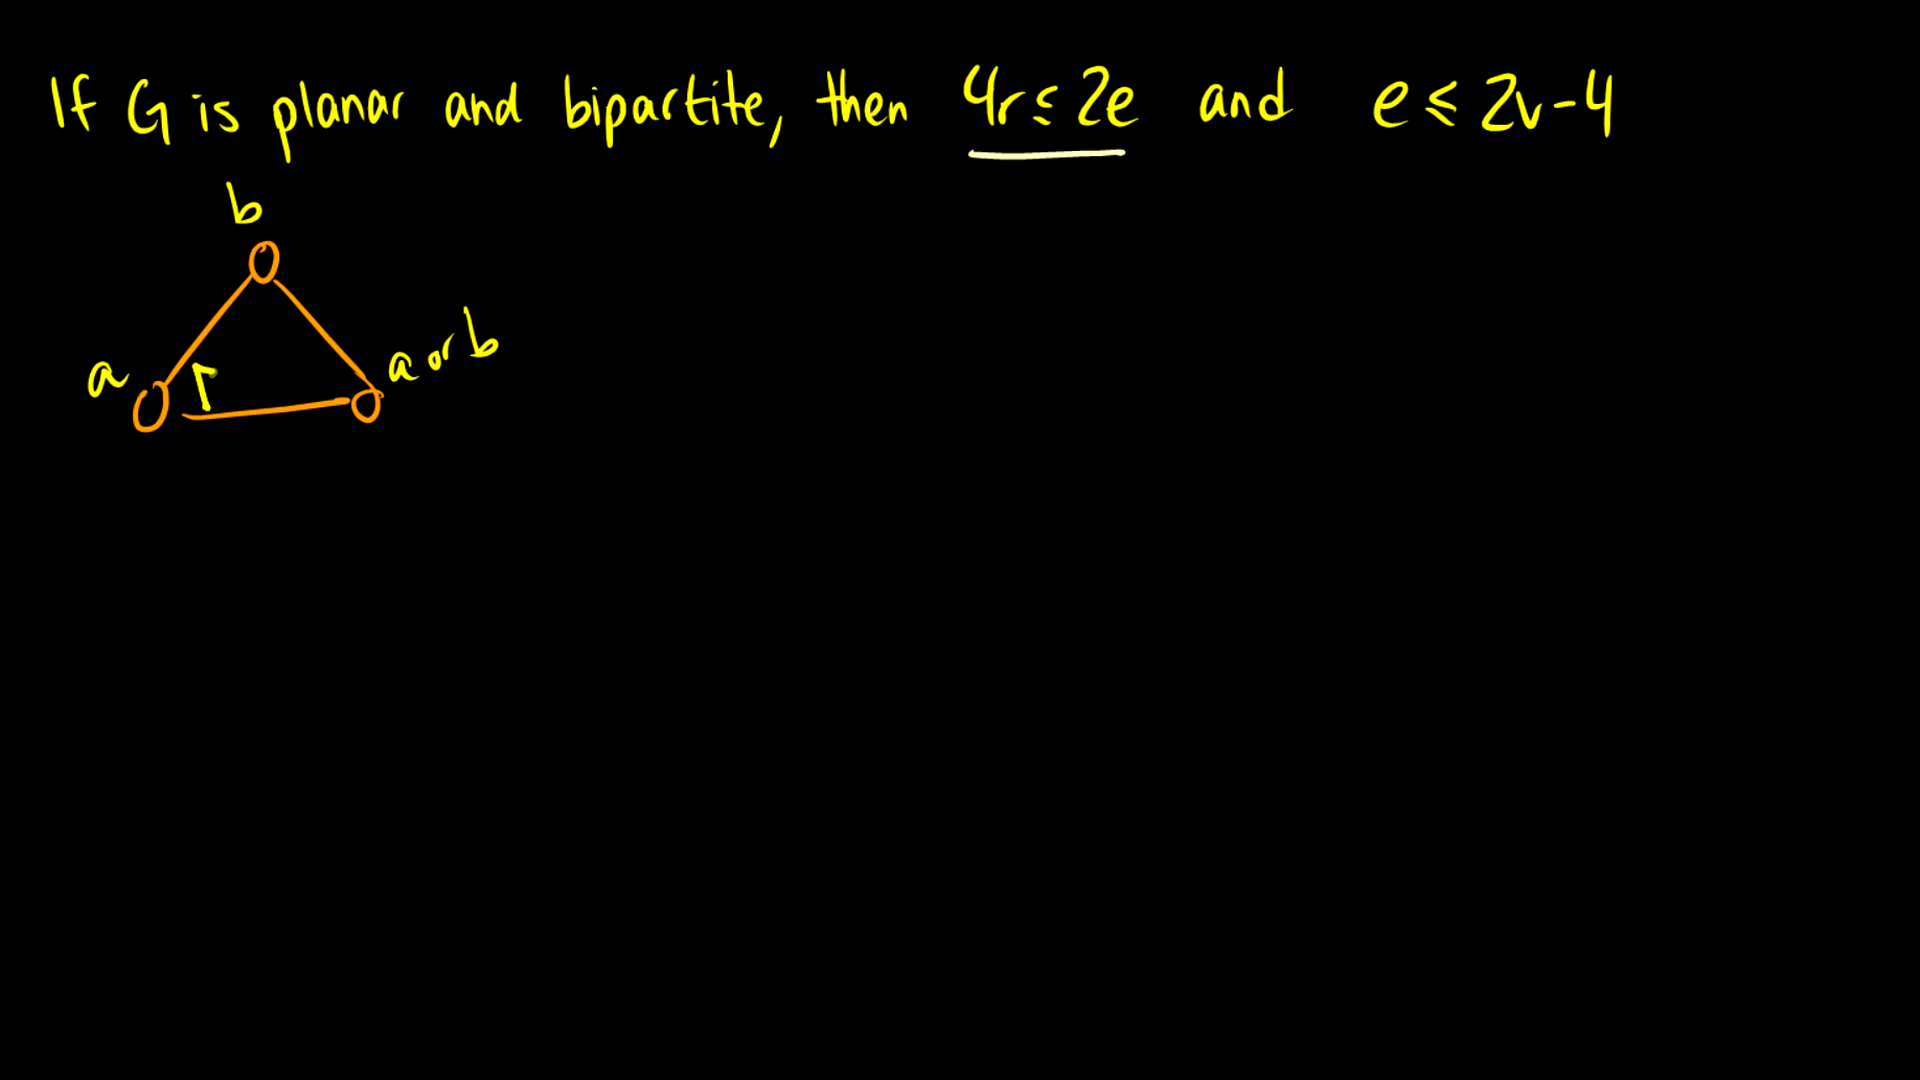 If G is planar and bipartite, then 4r ≤ 2e and e ≤ 2v-4
b
a or b
a
r